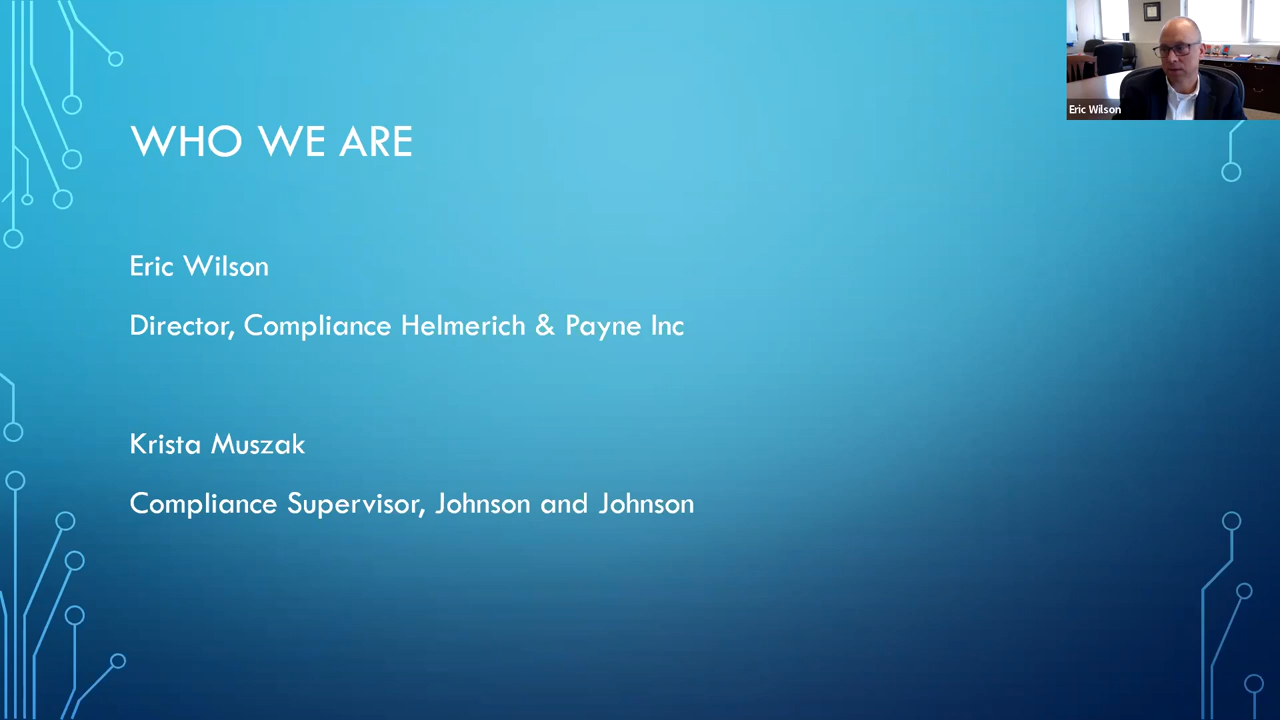 Eric Wilson
WHO WE ARE
Eric Wilson
Director, Compliance Helmerich & Payne Inc
Krista Muszak
Compliance Supervisor, Johnson and Johnson